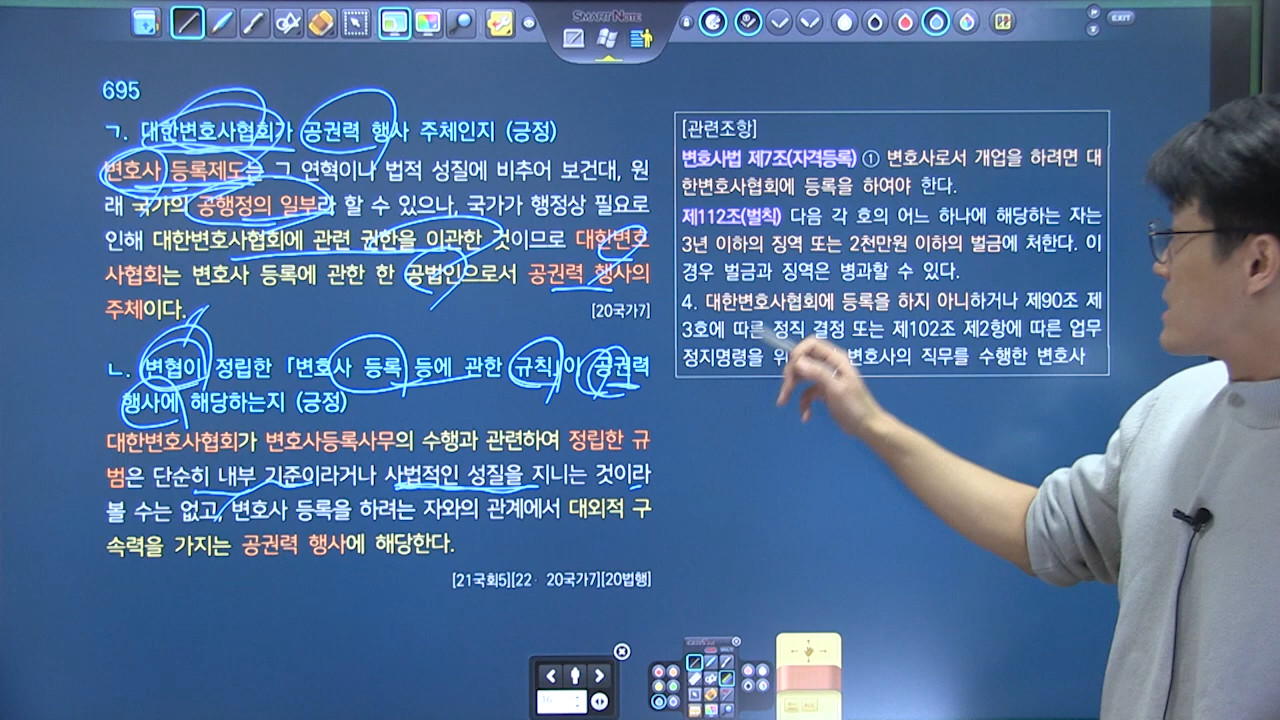 SMART NOTE
EXIT
695
ㄱ. 대한변호사협회가 공권력 행사 주체인지 (긍정)
변호사 등록제도는 그 연혁이나 법적 성질에 비추어 보건대, 원
래 국가의 공행정의 일부라 할 수 있으나, 국가가 행정상 필요로
인해 대한변호사협회에 관련 권한을 이관한 것이므로 대한변호
사협회는 변호사 등록에 관한 한 공법인으로서 공권력 행사의
주체이다.
[20국가7]
ㄴ. 변협이 정립한 「변호사 등록 등에 관한 규칙」이 공권력
행사에 해당하는지 (긍정)
대한변호사협회가 변호사등록사무의 수행과 관련하여 정립한 규
범은 단순히 내부 기준이라거나 사법적인 성질을 지니는 것이라
볼 수는 없고, 변호사 등록을 하려는 자와의 관계에서 대외적 구
속력을 가지는 공권력 행사에 해당한다.
[21국회5][22· 20국가7][20법행]
[관련조항]
변호사법 제7조(자격등록) ① 변호사로서 개업을 하려면 대
한변호사협회에 등록을 하여야 한다.
제112조(벌칙) 다음 각 호의 어느 하나에 해당하는 자는
3년 이하의 징역 또는 2천만원 이하의 벌금에 처한다. 이
경우 벌금과 징역은 병과할 수 있다.
4. 대한변호사협회에 등록을 하지 아니하거나 제90조 제
3호에 따른 정직 결정 또는 제102조 제2항에 따른 업무
정지명령을 위 변호사의 직무를 수행한 변호사
16
ALL